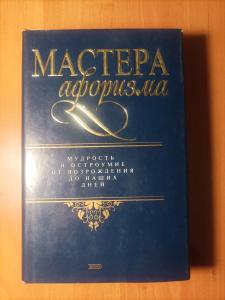 МАСТЕРА
афоризма
МУДРОСТЬ
И ОСТРОУМИЕ
ОТ ВОЗРОЖДЕНИЯ
ДО НАШИХ
ДНЕЙ